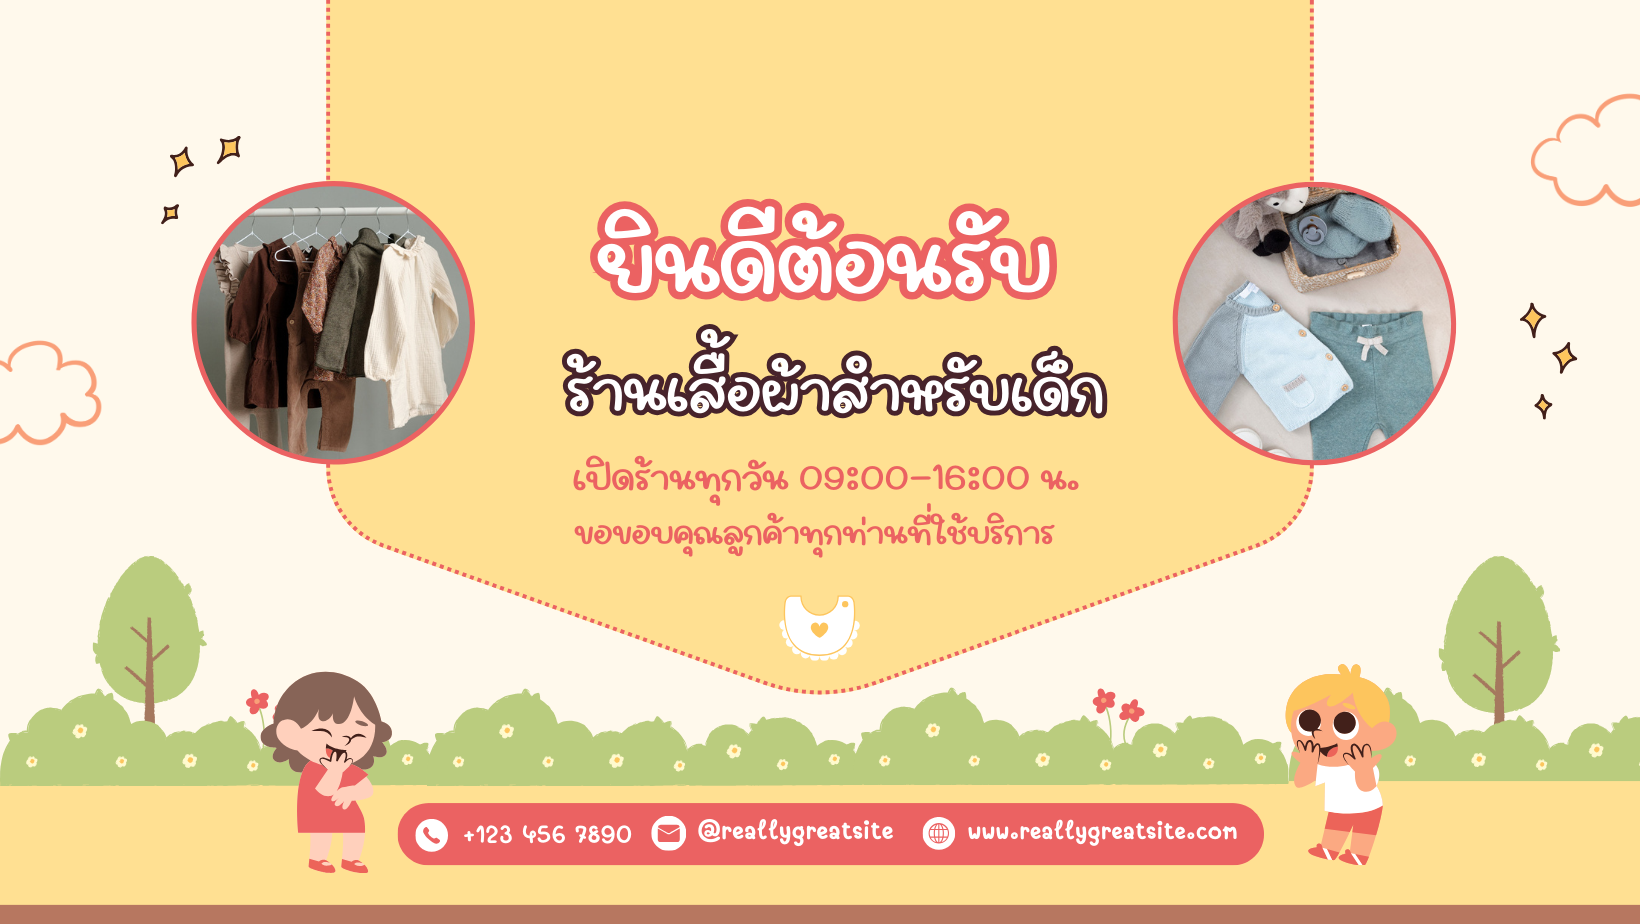 ยินดีต้อนรับ
ร้านเสื้อผ้าสำหรับเด็ก
เปิดร้านทุกวัน 09:00-16:00 น.
ขอขอบคุณลูกค้าทุกท่านที่ใช้บริการ
+123 456 7890 @reallygreatsite www.reallygreatsite.com